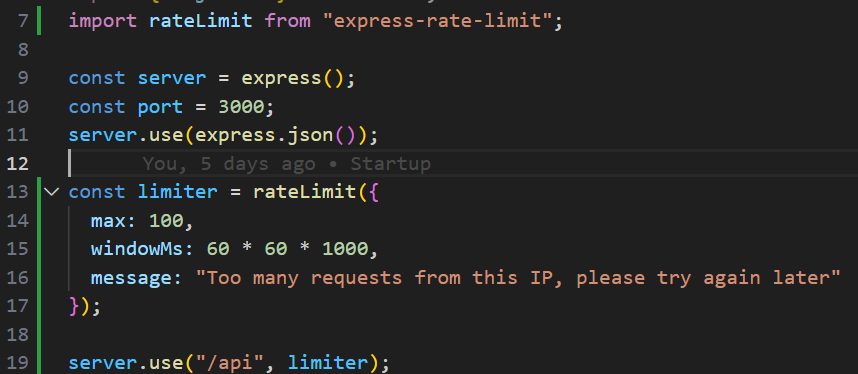 7 import rateLimit from "express-rate-limit";
8
9 const server = express();
10 const port = 3000;
11 server.use(express.json());
12 You, 5 days ago • Startup
13 const limiter = rateLimit({
14 max: 100,
15 windowMs: 60 * 60 * 1000,
16 message: "Too many requests from this IP, please try again later"
17 });
18
19 server.use("/api", limiter);